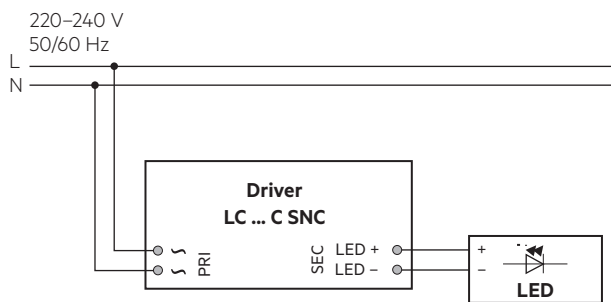 220–240 V
50/60 Hz
L
N
Driver
LC ... C SNC
~
~
PRI
SEC
LED +
LED –
+
–
LED